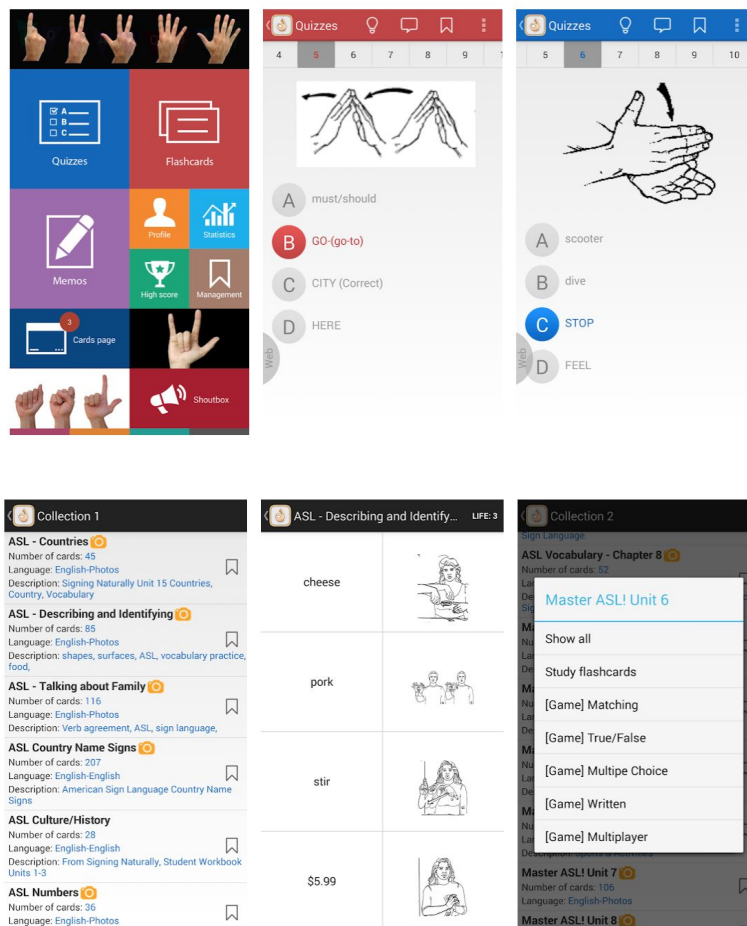 Quizzes
Flashcards
Memos
Profile
Statistics
High score
Management
3
Cards page
Shoutbox
Quizzes
4 5 6 7 8 9
A must/should
B GO-(go-to)
C CITY (Correct)
D HERE
Web
Quizzes
5 6 7 8 9 10
A scooter
B dive
C STOP
D FEEL
Web
Collection 1
ASL - Countries
Number of cards: 45
Language: English-Photos
Description: Signing Naturally Unit 15 Countries,
Country, Vocabulary
ASL - Describing and Identifying
Number of cards: 85
Language: English-Photos
Description: shapes, surfaces, ASL, vocabulary practice,
food,
ASL - Talking about Family
Number of cards: 116
Language: English-Photos
Description: Verb agreement, ASL, sign language,
ASL Country Name Signs
Number of cards: 207
Language: English-English
Description: American Sign Language Country Name
Signs
ASL Culture/History
Number of cards: 28
Language: English-English
Description: From Signing Naturally, Student Workbook
Units 1-3
ASL Numbers
Number of cards: 36
Language: English-Photos
ASL - Describing and Identify... LIFE: 3
cheese
pork
stir
$5.99
Collection 2
Sign Language
ASL Vocabulary - Chapter 8
Number of cards: 52
Master ASL! Unit 6
Show all
Study flashcards
[Game] Matching
[Game] True/False
[Game] Multipe Choice
[Game] Written
[Game] Multiplayer
Description: Sports & Activities
Master ASL! Unit 7
Number of cards: 106
Language: English-Photos
Master ASL! Unit 8